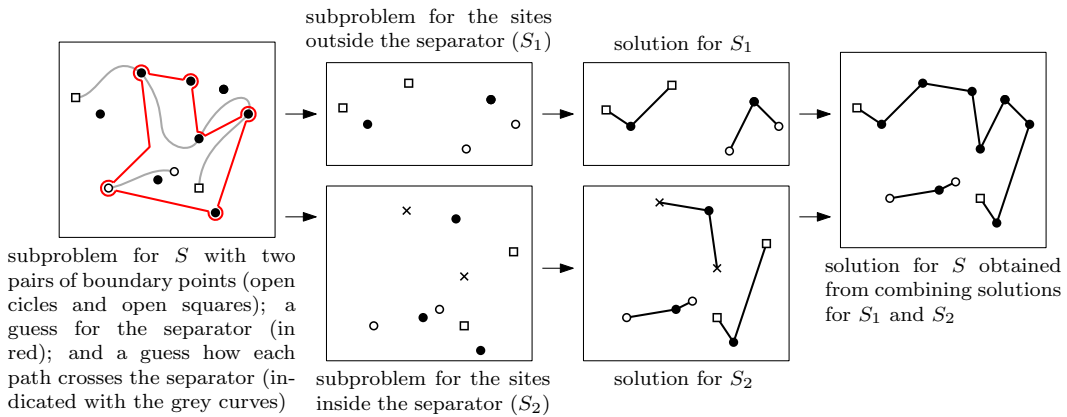 subproblem for the sites
outside the separator (S1)
solution for S1
subproblem for S with two
pairs of boundary points (open
cicles and open squares); a
guess for the separator (in
red); and a guess how each
path crosses the separator (in-
dicated with the grey curves)
subproblem for the sites
inside the separator (S2)
solution for S2
solution for S obtained
from combining solutions
for S1 and S2